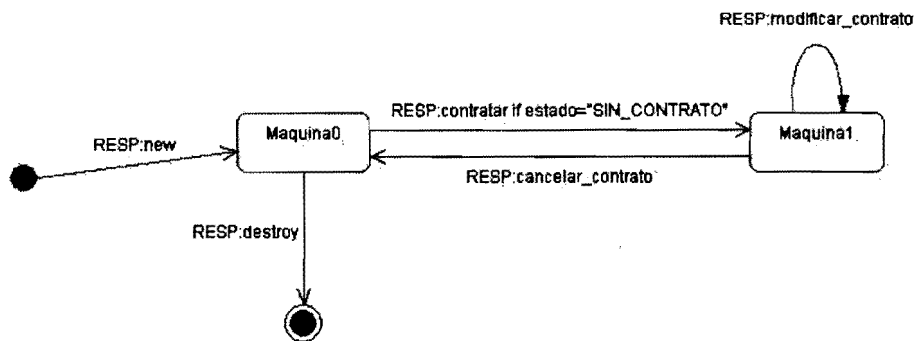 RESP:modificar_contrato
RESP:contratar if estado="SIN_CONTRATO"
Maquina0
Maquina1
RESP:new
RESP:cancelar_contrato
RESP:destroy